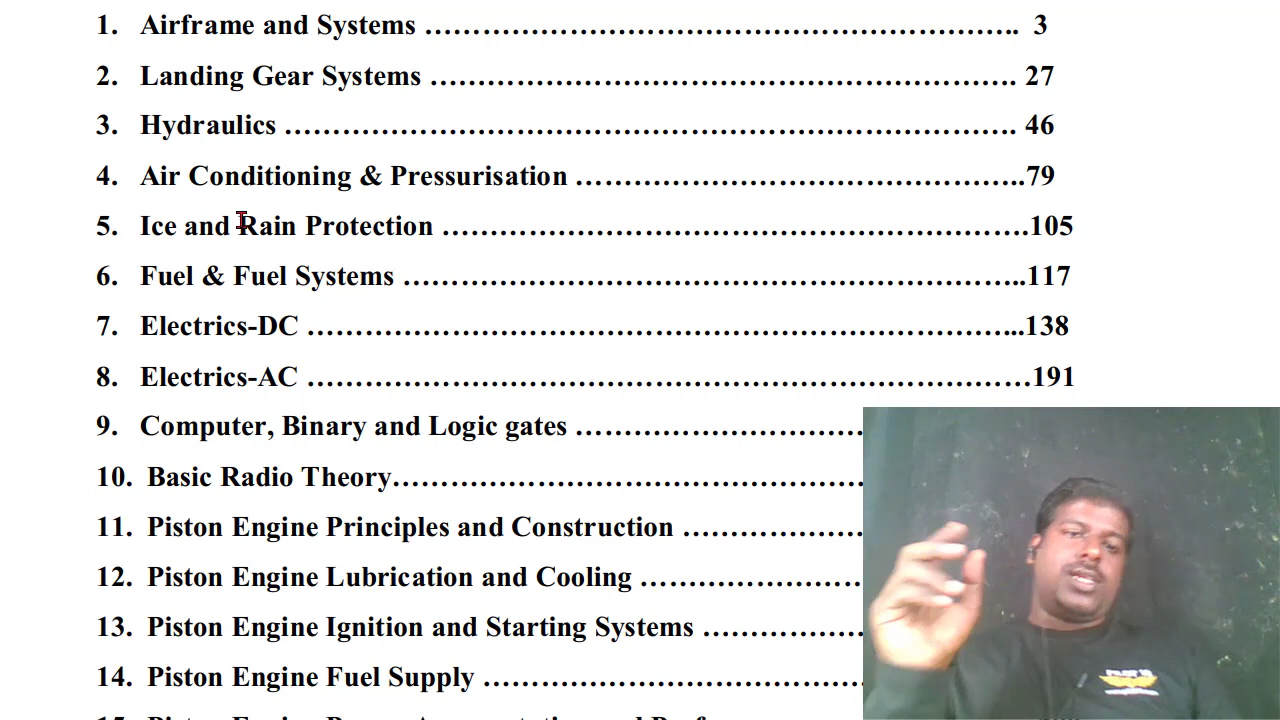 1. Airframe and Systems ……………………………………………………….. 3
2. Landing Gear Systems ………………………………………………………. 27
3. Hydraulics ……………………………………………………………………. 46
4. Air Conditioning & Pressurisation …………………………………………..79
5. Ice and Rain Protection ……………………………………………………….105
6. Fuel & Fuel Systems …………………………………………………………...117
7. Electrics-DC …………………………………………………………………...138
8. Electrics-AC ……………………………………………………………………191
9. Computer, Binary and Logic gates ………………………….
10. Basic Radio Theory……………………………………………
11. Piston Engine Principles and Construction ……………….
12. Piston Engine Lubrication and Cooling ……………………
13. Piston Engine Ignition and Starting Systems …………….
14. Piston Engine Fuel Supply …………………………………….